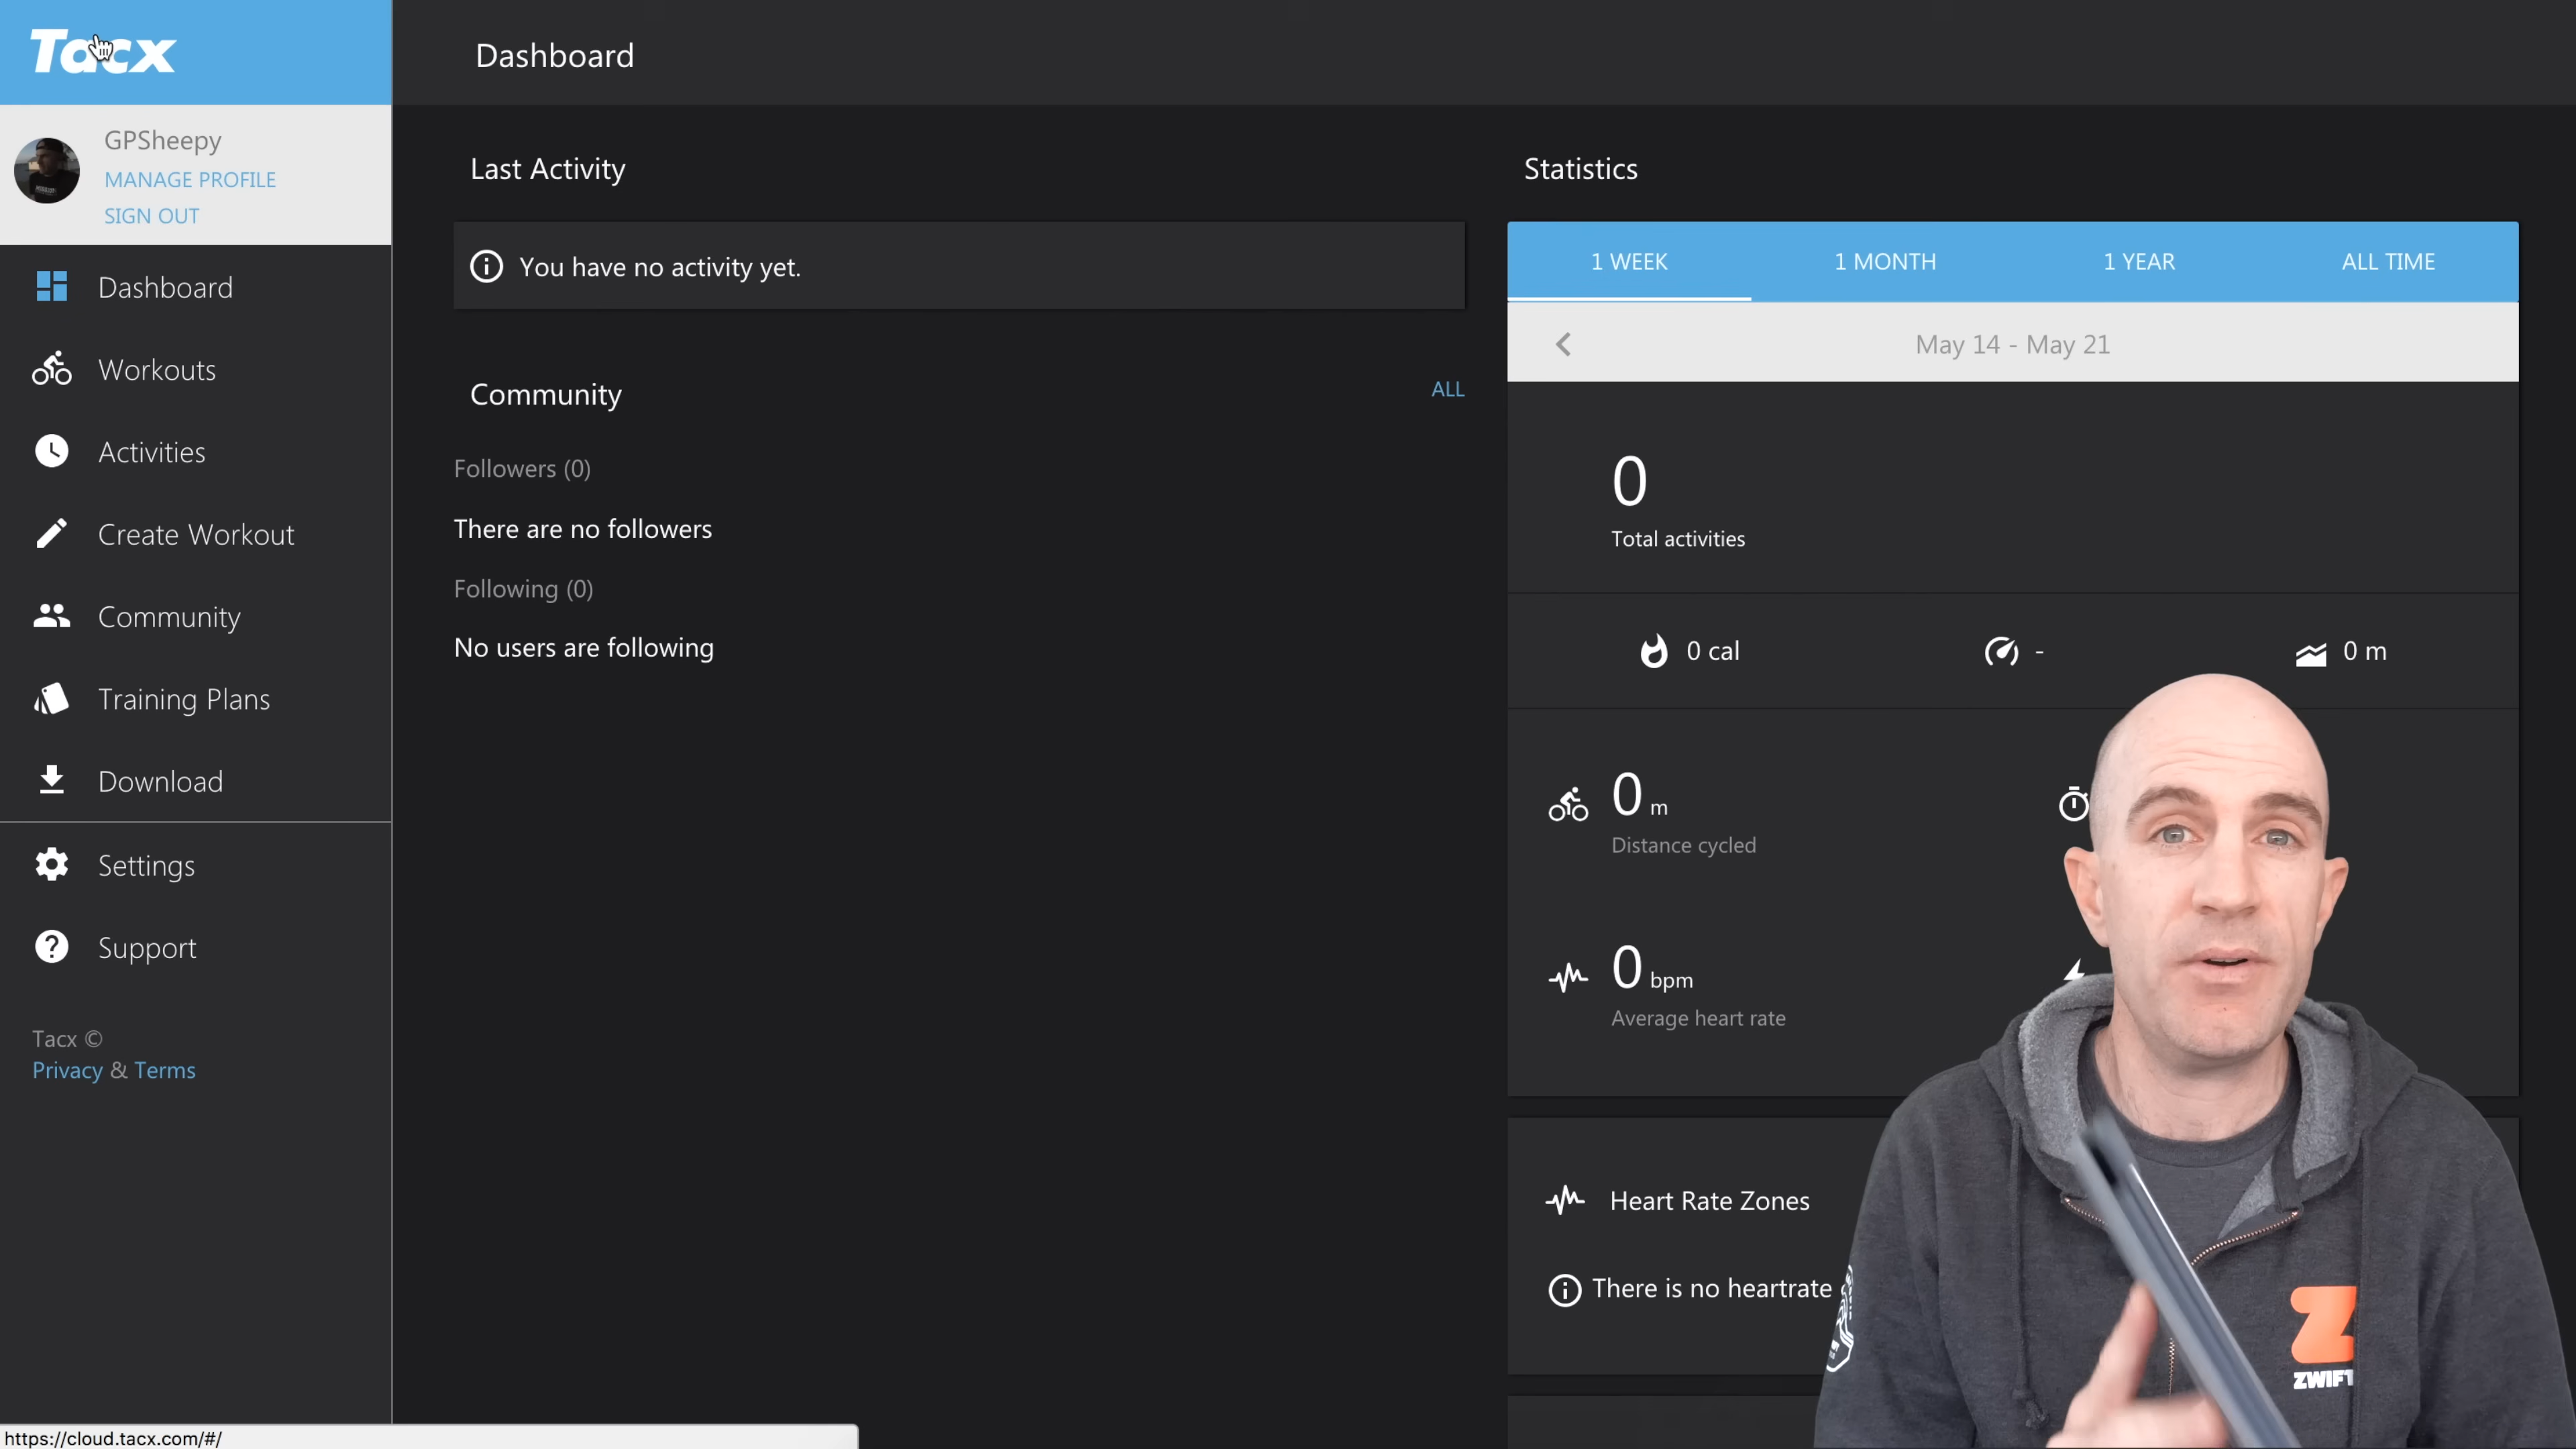 Tacx
Dashboard
GPSheepy
MANAGE PROFILE
SIGN OUT
Dashboard
Workouts
Activities
Create Workout
Community
Training Plans
Download
Settings
Support
Tacx ©
Privacy & Terms
https://cloud.tacx.com/#/
Last Activity
You have no activity yet.
Community
ALL
Followers (0)
There are no followers
Following (0)
No users are following
Statistics
1 WEEK
1 MONTH
1 YEAR
ALL TIME
May 14 - May 21
0
Total activities
0 cal
-
0 m
0 m
Distance cycled
0 bpm
Average heart rate
Heart Rate Zones
There is no heartrate
ZWIFT